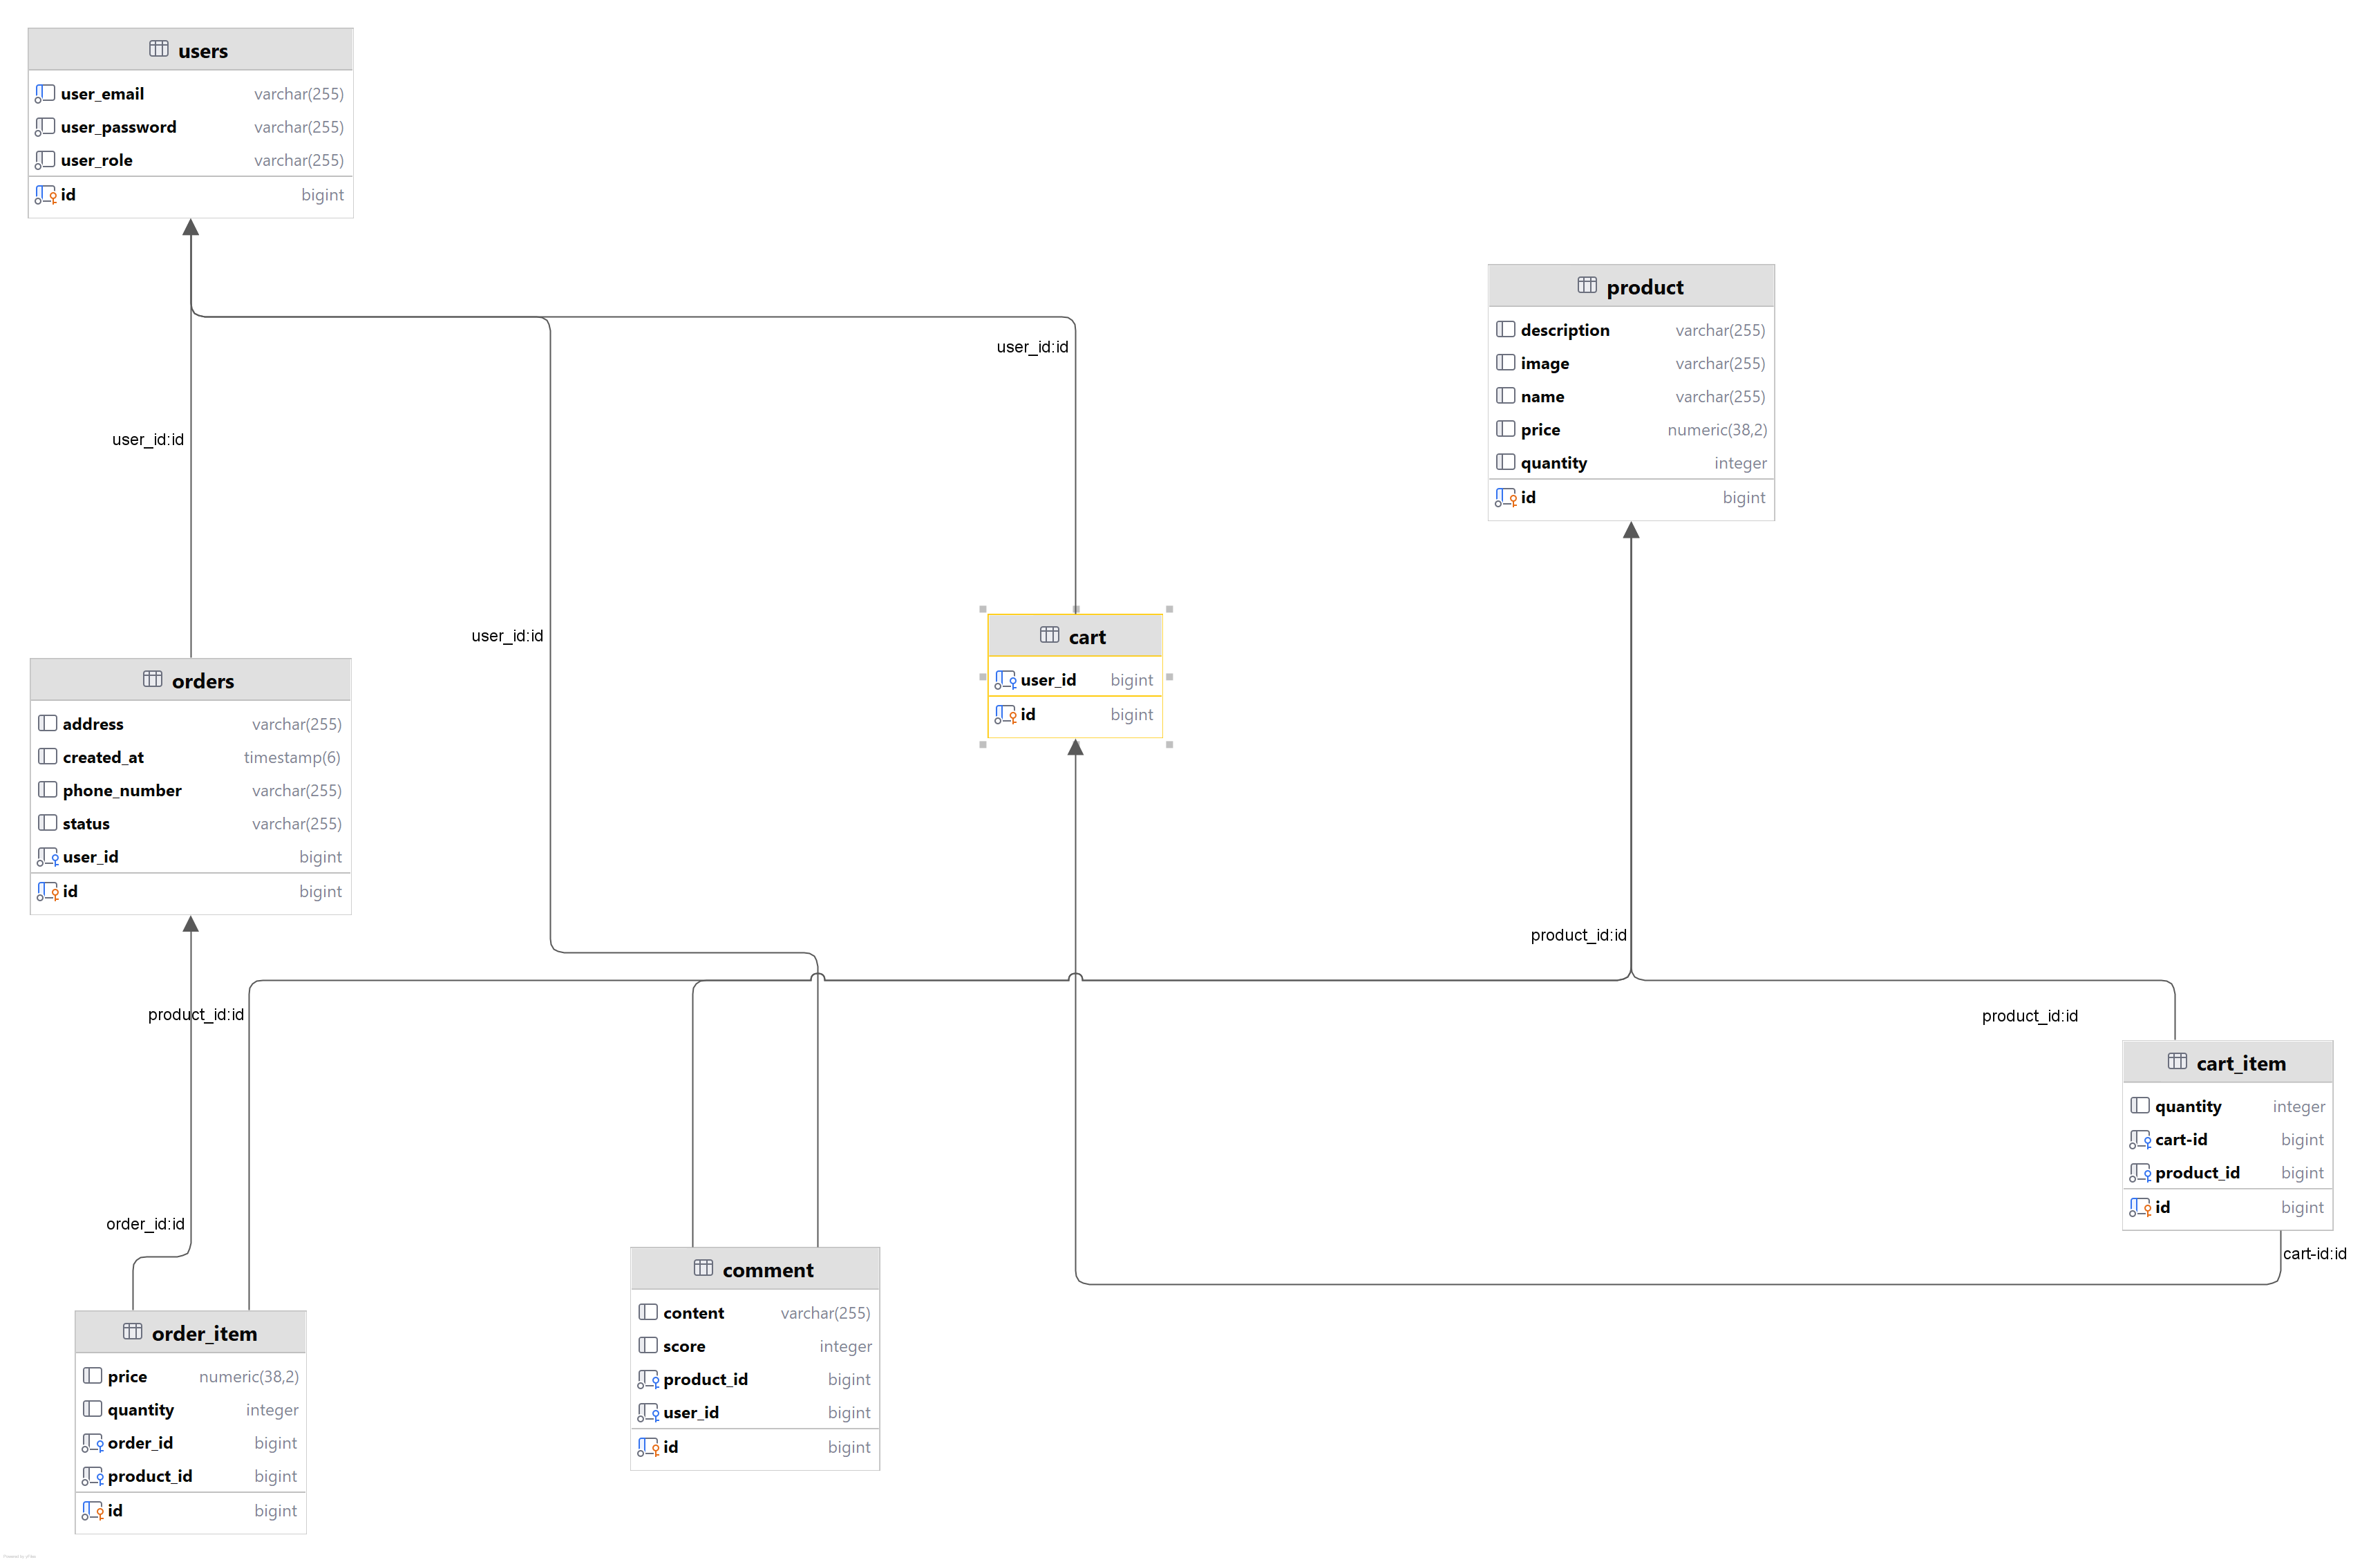 users
user_email varchar(255)
user_password varchar(255)
user_role varchar(255)
id bigint
product
description varchar(255)
image varchar(255)
name varchar(255)
price numeric(38,2)
quantity integer
id bigint
user_id:id
user_id:id
user_id:id
cart
user_id bigint
id bigint
orders
address varchar(255)
created_at timestamp(6)
phone_number varchar(255)
status varchar(255)
user_id bigint
id bigint
product_id:id
product_id:id
product_id:id
cart_item
quantity integer
cart-id bigint
product_id bigint
id bigint
order_id:id
cart-id:id
comment
content varchar(255)
score integer
product_id bigint
user_id bigint
id bigint
order_item
price numeric(38,2)
quantity integer
order_id bigint
product_id bigint
id bigint
Powered by yFiles